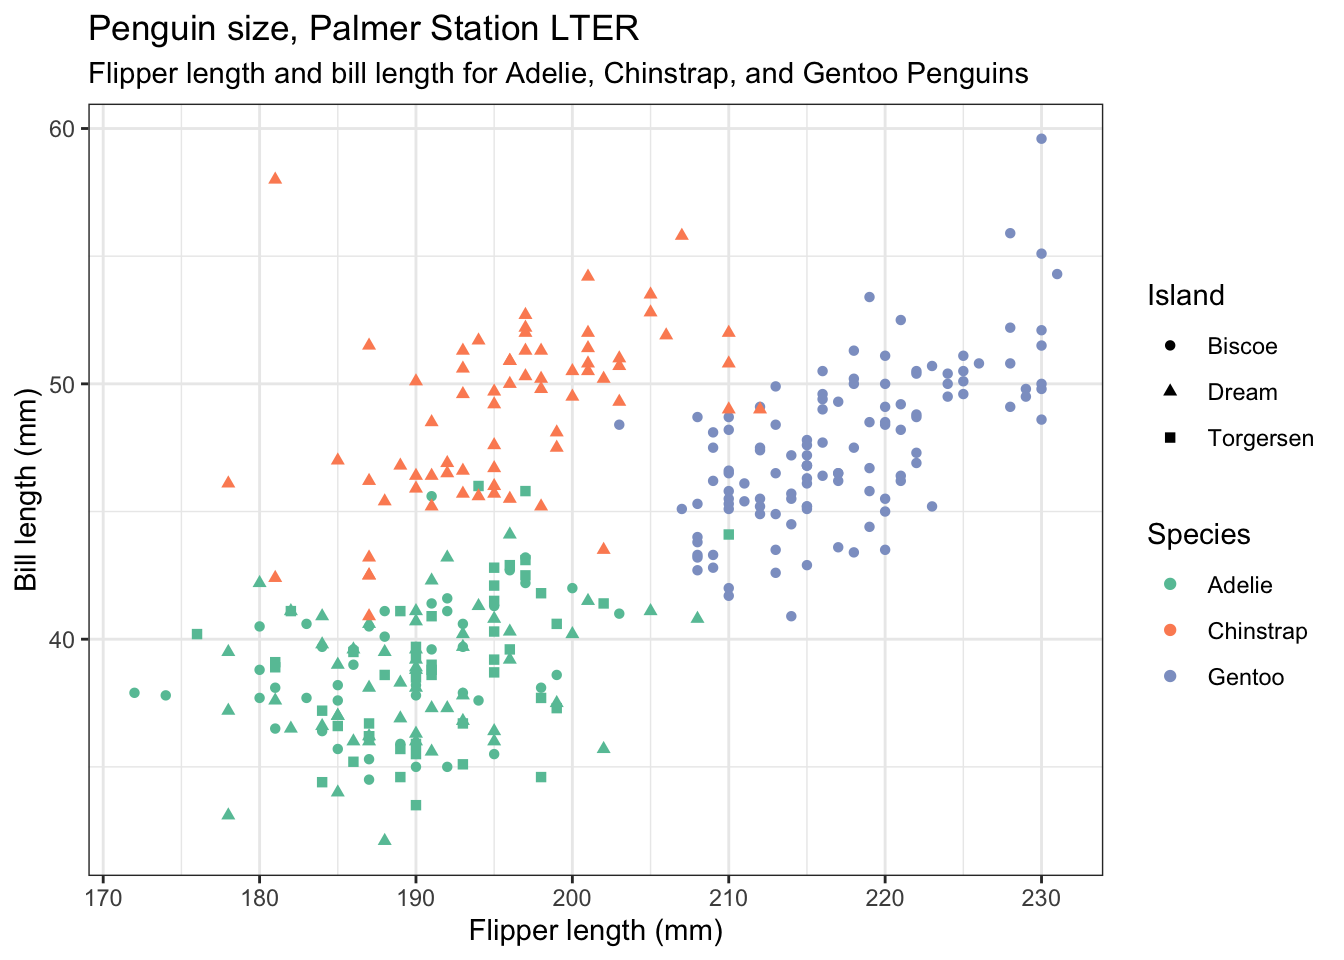 Penguin size, Palmer Station LTER
Flipper length and bill length for Adelie, Chinstrap, and Gentoo Penguins
60
50
40
Bill length (mm)
170 180 190 200 210 220 230
Flipper length (mm)
Island
Biscoe
Dream
Torgersen
Species
Adelie
Chinstrap
Gentoo